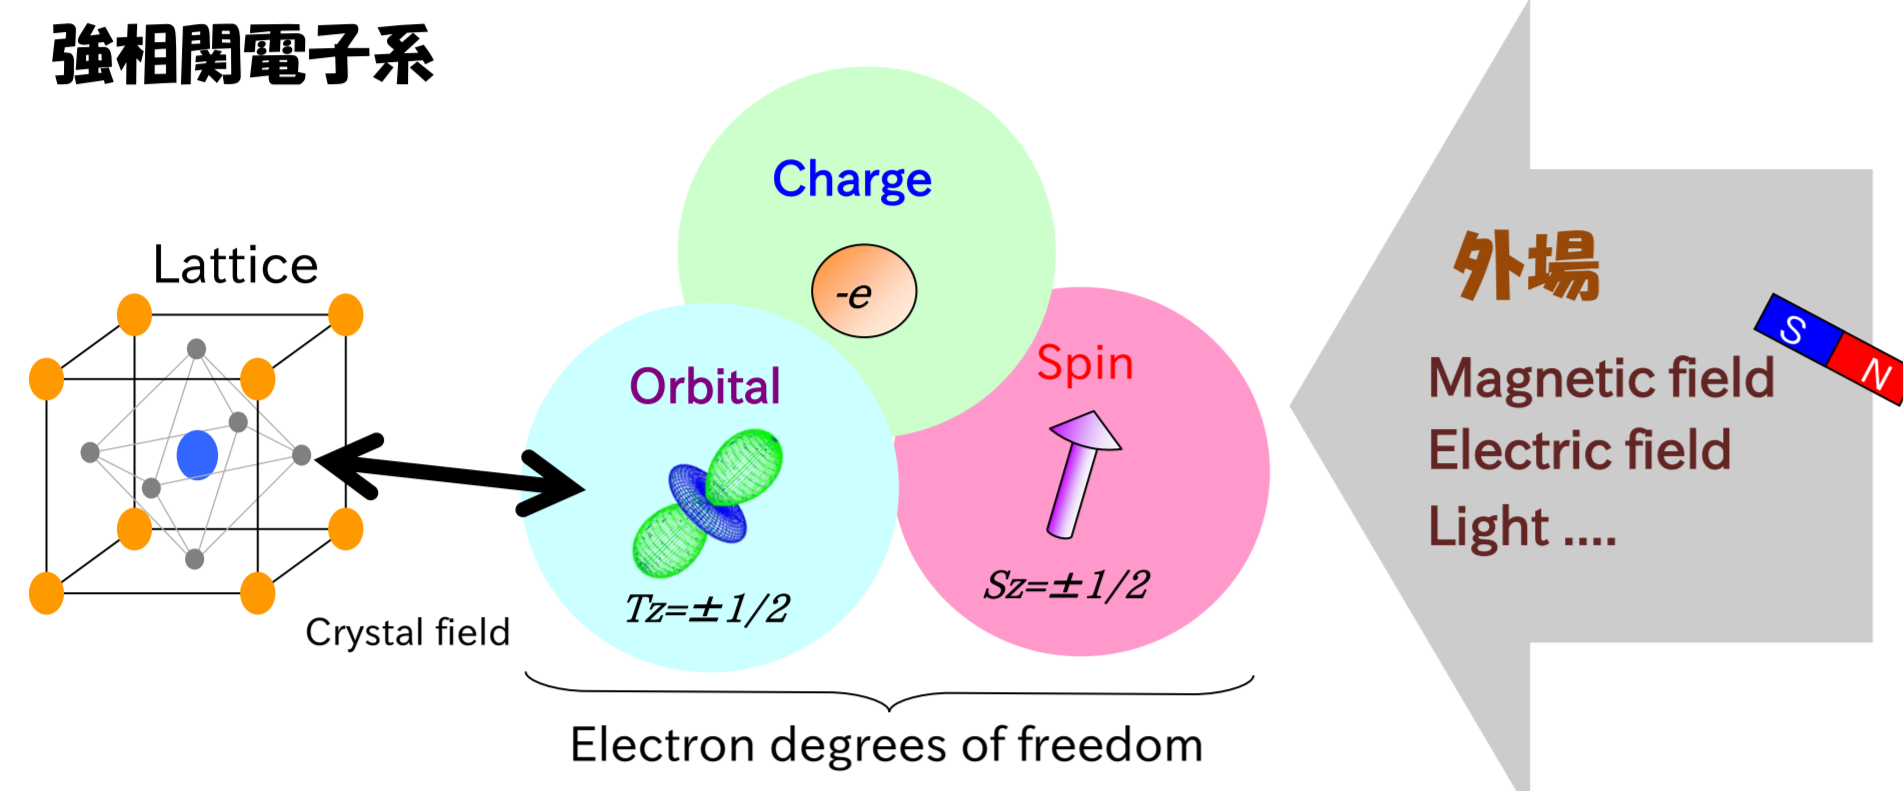 強相関電子系
Lattice
Crystal field
Charge
-e
Orbital
Tz=±1/2
Spin
Sz=±1/2
Electron degrees of freedom
外場
Magnetic field
Electric field
Light ....
S
N